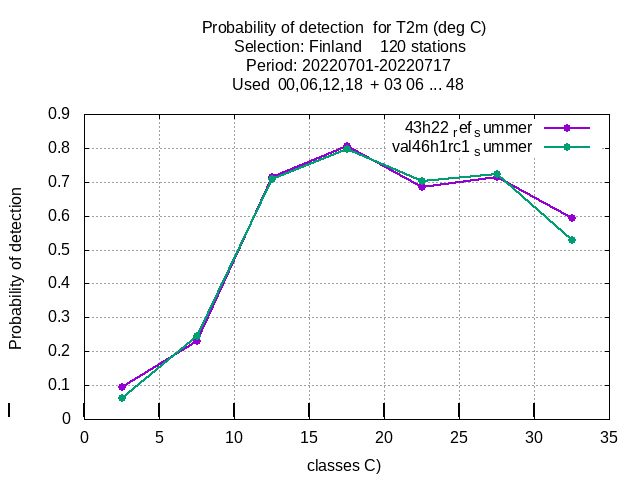 Probability of detection  for T2m (deg C)
Selection: Finland    120 stations
Period: 20220701-20220717
Used  00,06,12,18  + 03 06 ... 48
43h22 ref summer
val46h1rc1 summer
Probability of detection
0.9
0.8
0.7
0.6
0.5
0.4
0.3
0.2
0.1
0
0 5 10 15 20 25 30 35
classes C)